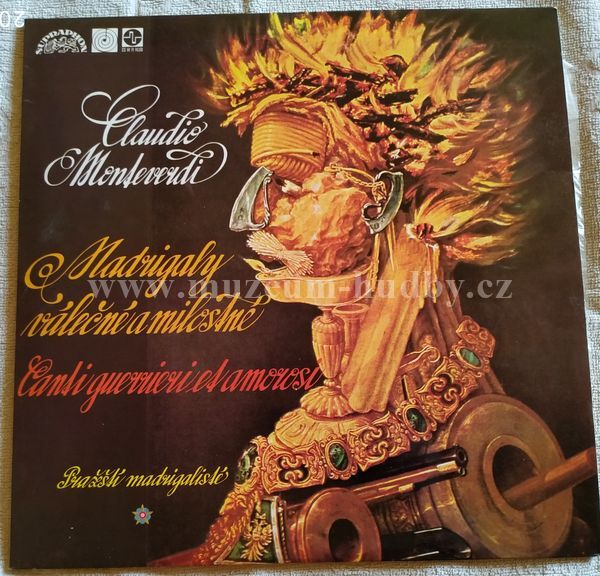 SUPRAPHON
Claudio
Monteverdi
Madrigaly
válečné a milostné
www.muzeum-hudby.cz
Canti guerrieri et amorosi
Pražští madrigalisté